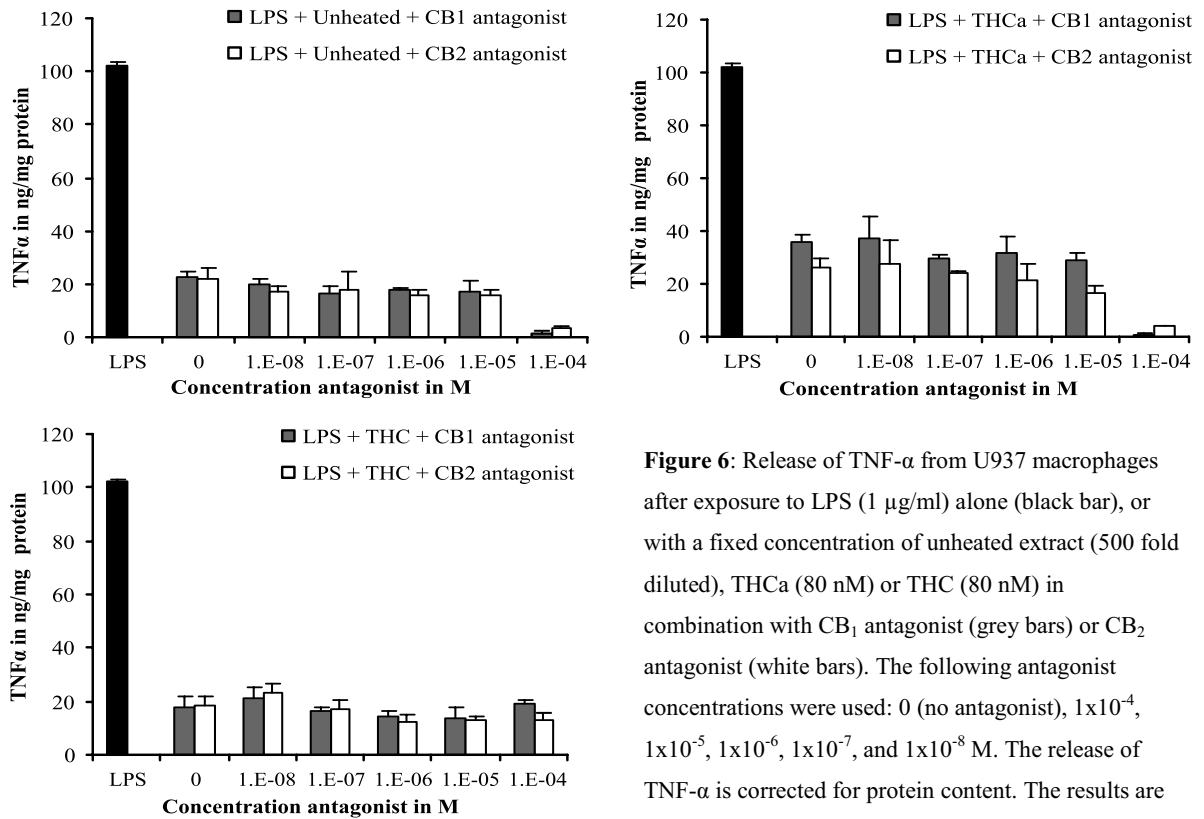 LPS + Unheated + CB1 antagonist
LPS + Unheated + CB2 antagonist
120
100
80
60
40
20
0
TNFα in ng/mg protein
LPS 0 1.E-08 1.E-07 1.E-06 1.E-05 1.E-04
Concentration antagonist in M
LPS + THCa + CB1 antagonist
LPS + THCa + CB2 antagonist
120
100
80
60
40
20
0
TNFα in ng/mg protein
LPS 0 1.E-08 1.E-07 1.E-06 1.E-05 1.E-04
Concentration antagonist in M
LPS + THC + CB1 antagonist
LPS + THC + CB2 antagonist
120
100
80
60
40
20
0
TNFα in ng/mg protein
LPS 0 1.E-08 1.E-07 1.E-06 1.E-05 1.E-04
Concentration antagonist in M
Figure 6: Release of TNF-α from U937 macrophages
after exposure to LPS (1 µg/ml) alone (black bar), or
with a fixed concentration of unheated extract (500 fold
diluted), THCa (80 nM) or THC (80 nM) in
combination with CB₁ antagonist (grey bars) or CB₂
antagonist (white bars). The following antagonist
concentrations were used: 0 (no antagonist), 1x10⁻⁴,
1x10⁻⁵, 1x10⁻⁶, 1x10⁻⁷, and 1x10⁻⁸ M. The release of
TNF-α is corrected for protein content. The results are